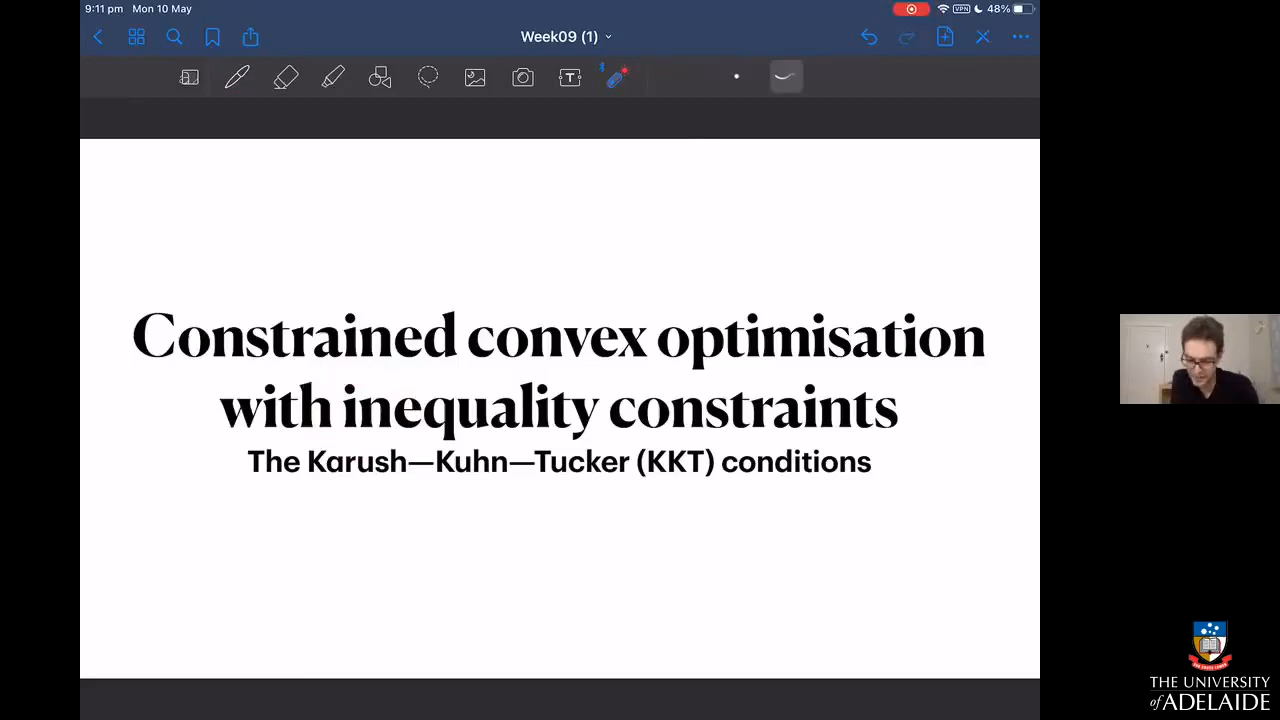 9:11 pm Mon 10 May
VPN 48%
Week09 (1)
T
Constrained convex optimisation
with inequality constraints
The Karush—Kuhn—Tucker (KKT) conditions
THE UNIVERSITY
of ADELAIDE